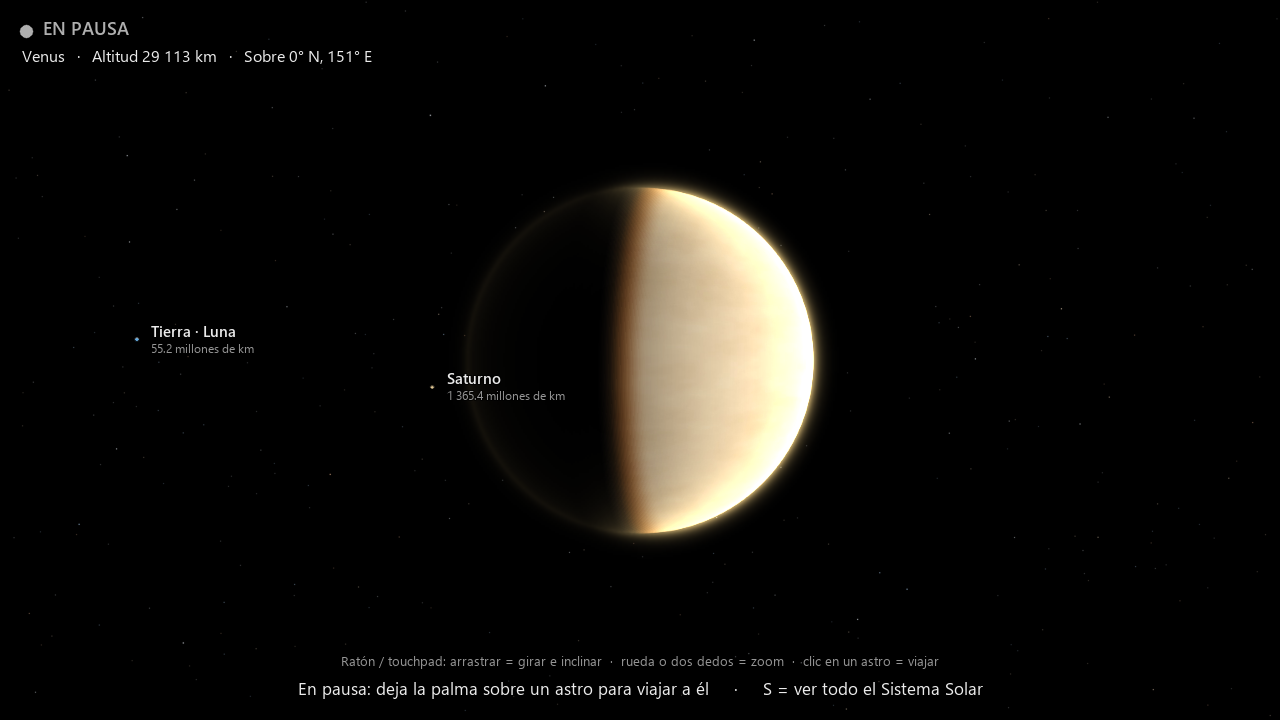 EN PAUSA
Venus · Altitud 29 113 km · Sobre 0° N, 151° E
Tierra · Luna
55.2 millones de km
Saturno
1 365.4 millones de km
Ratón / touchpad: arrastrar = girar e inclinar · rueda o dos dedos = zoom · clic en un astro = viajar
En pausa: deja la palma sobre un astro para viajar a él · S = ver todo el Sistema Solar